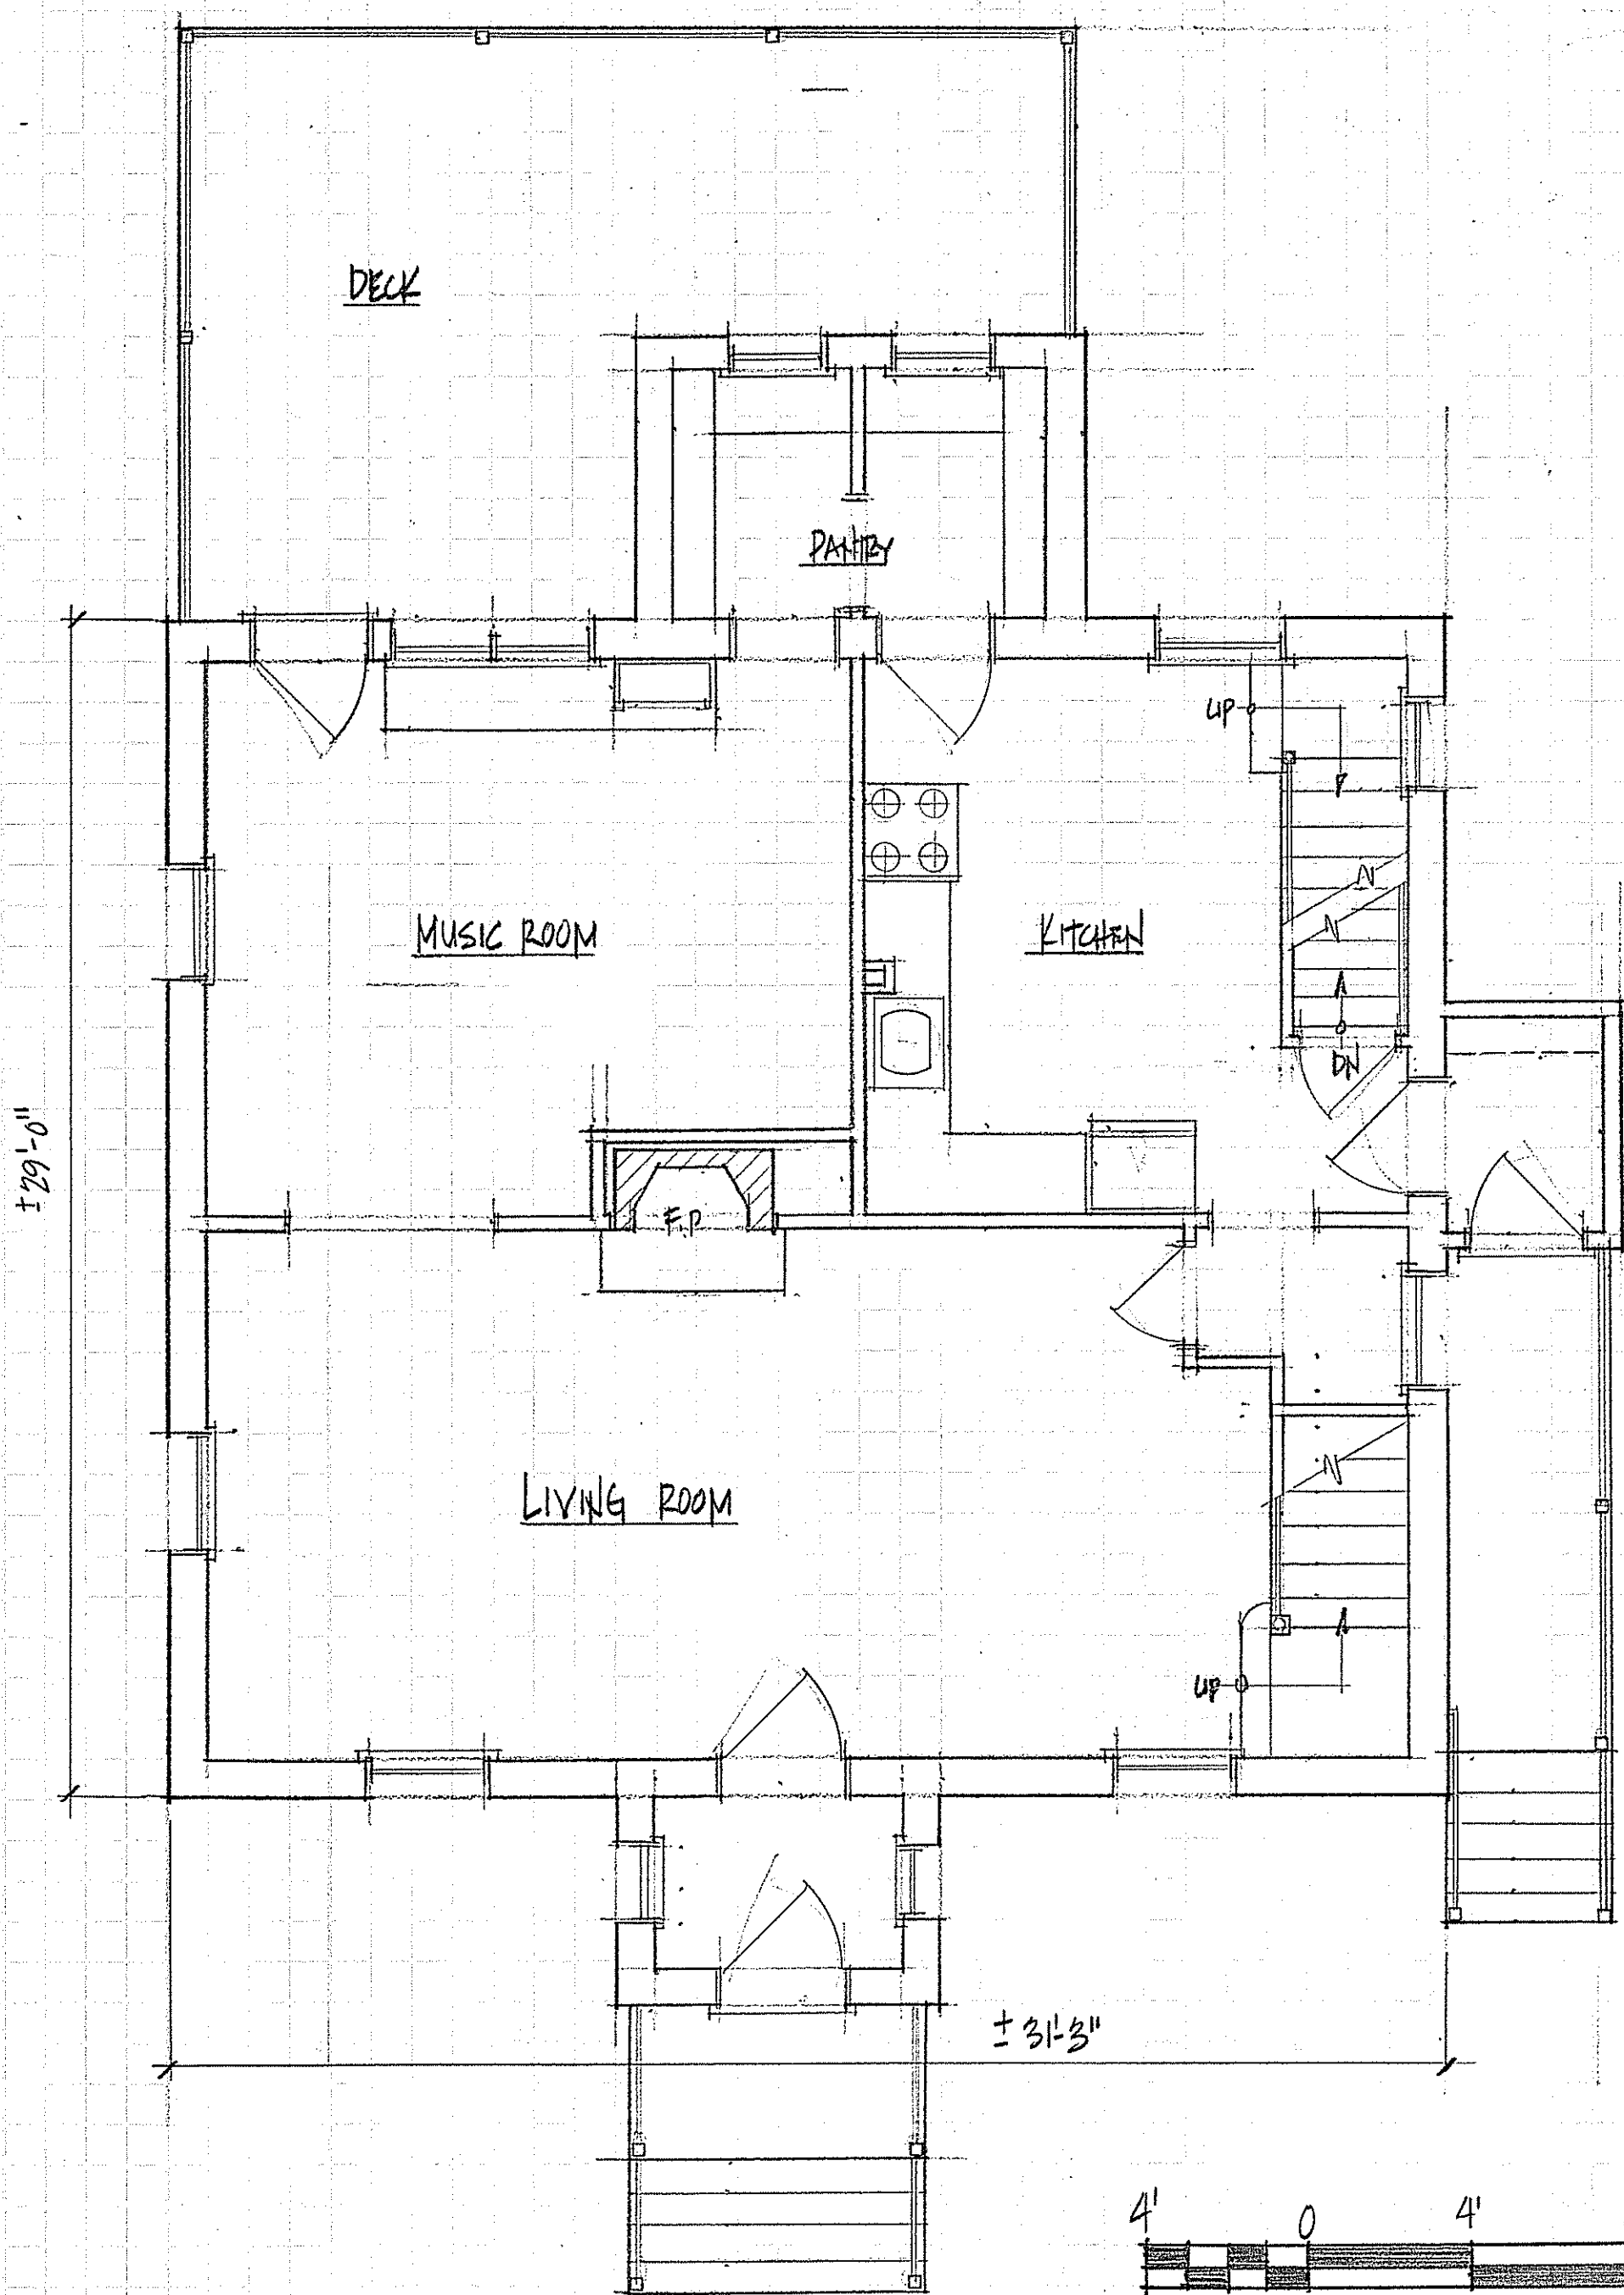 DECK
PANTRY
UP
MUSIC ROOM
KITCHEN
DN
±29'-0"
F.P
LIVING ROOM
UP
±31'-3"
4' 0 4'